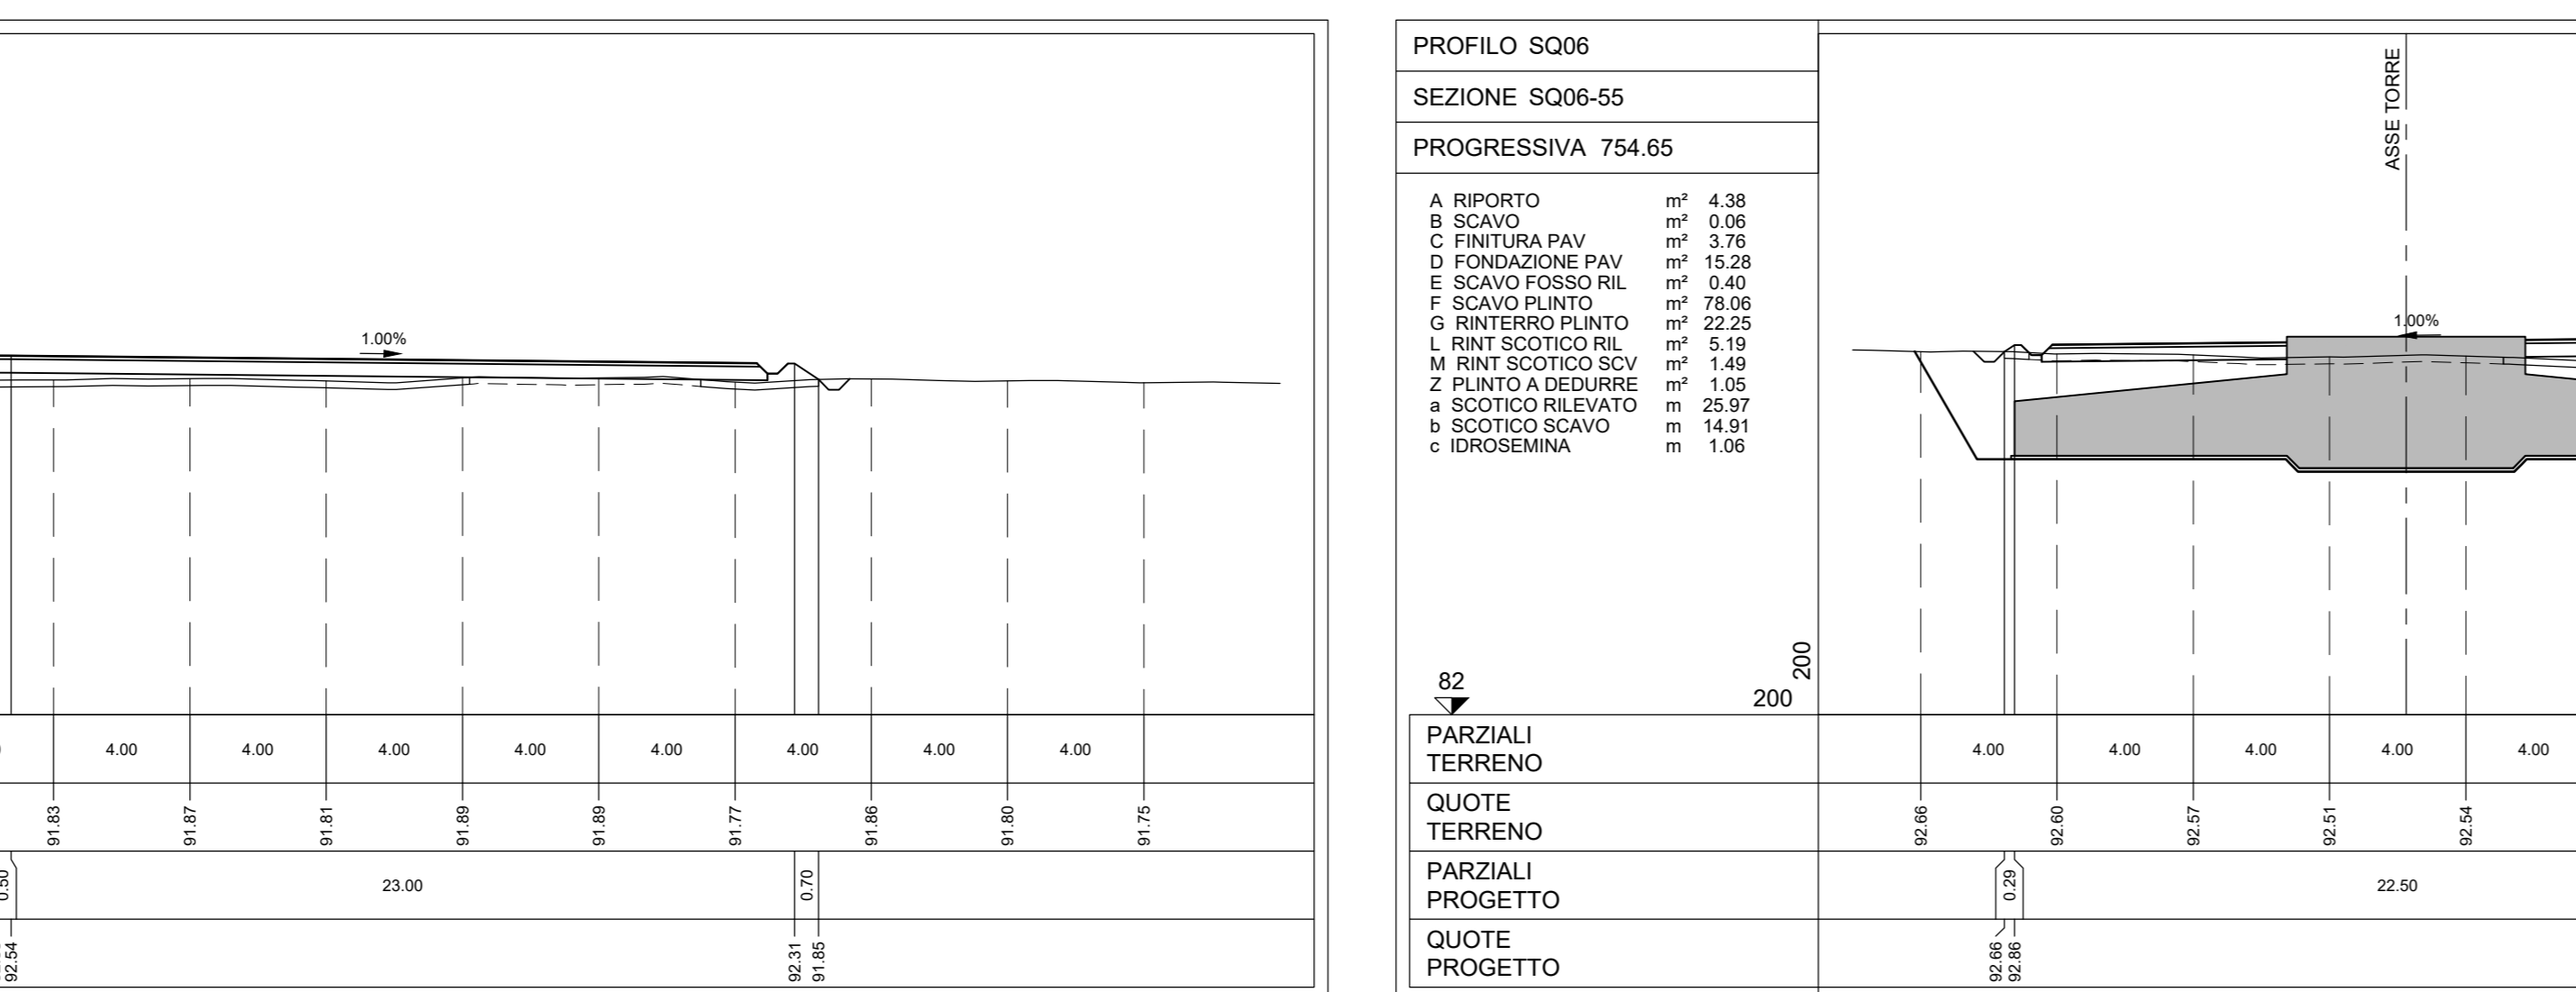 1.00%
4.00 4.00 4.00 4.00 4.00 4.00 4.00 4.00
91.83 91.87 91.81 91.89 91.89 91.77 91.86 91.80 91.75
0.50 23.00 0.70
92.54 92.31 91.85
PROFILO SQ06
SEZIONE SQ06-55
PROGRESSIVA 754.65
A RIPORTO m² 4.38
B SCAVO m² 0.06
C FINITURA PAV m² 3.76
D FONDAZIONE PAV m² 15.28
E SCAVO FOSSO RIL m² 0.40
F SCAVO PLINTO m² 78.06
G RINTERRO PLINTO m² 22.25
L RINT SCOTICO RIL m² 5.19
M RINT SCOTICO SCV m² 1.49
Z PLINTO A DEDURRE m² 1.05
a SCOTICO RILEVATO m 25.97
b SCOTICO SCAVO m 14.91
c IDROSEMINA m 1.06
82
200
200
ASSE TORRE
1.00%
PARZIALI
TERRENO
4.00 4.00 4.00 4.00 4.00
QUOTE
TERRENO
92.66 92.60 92.57 92.51 92.54
PARZIALI
PROGETTO
0.29 22.50
QUOTE
PROGETTO
92.66 92.86